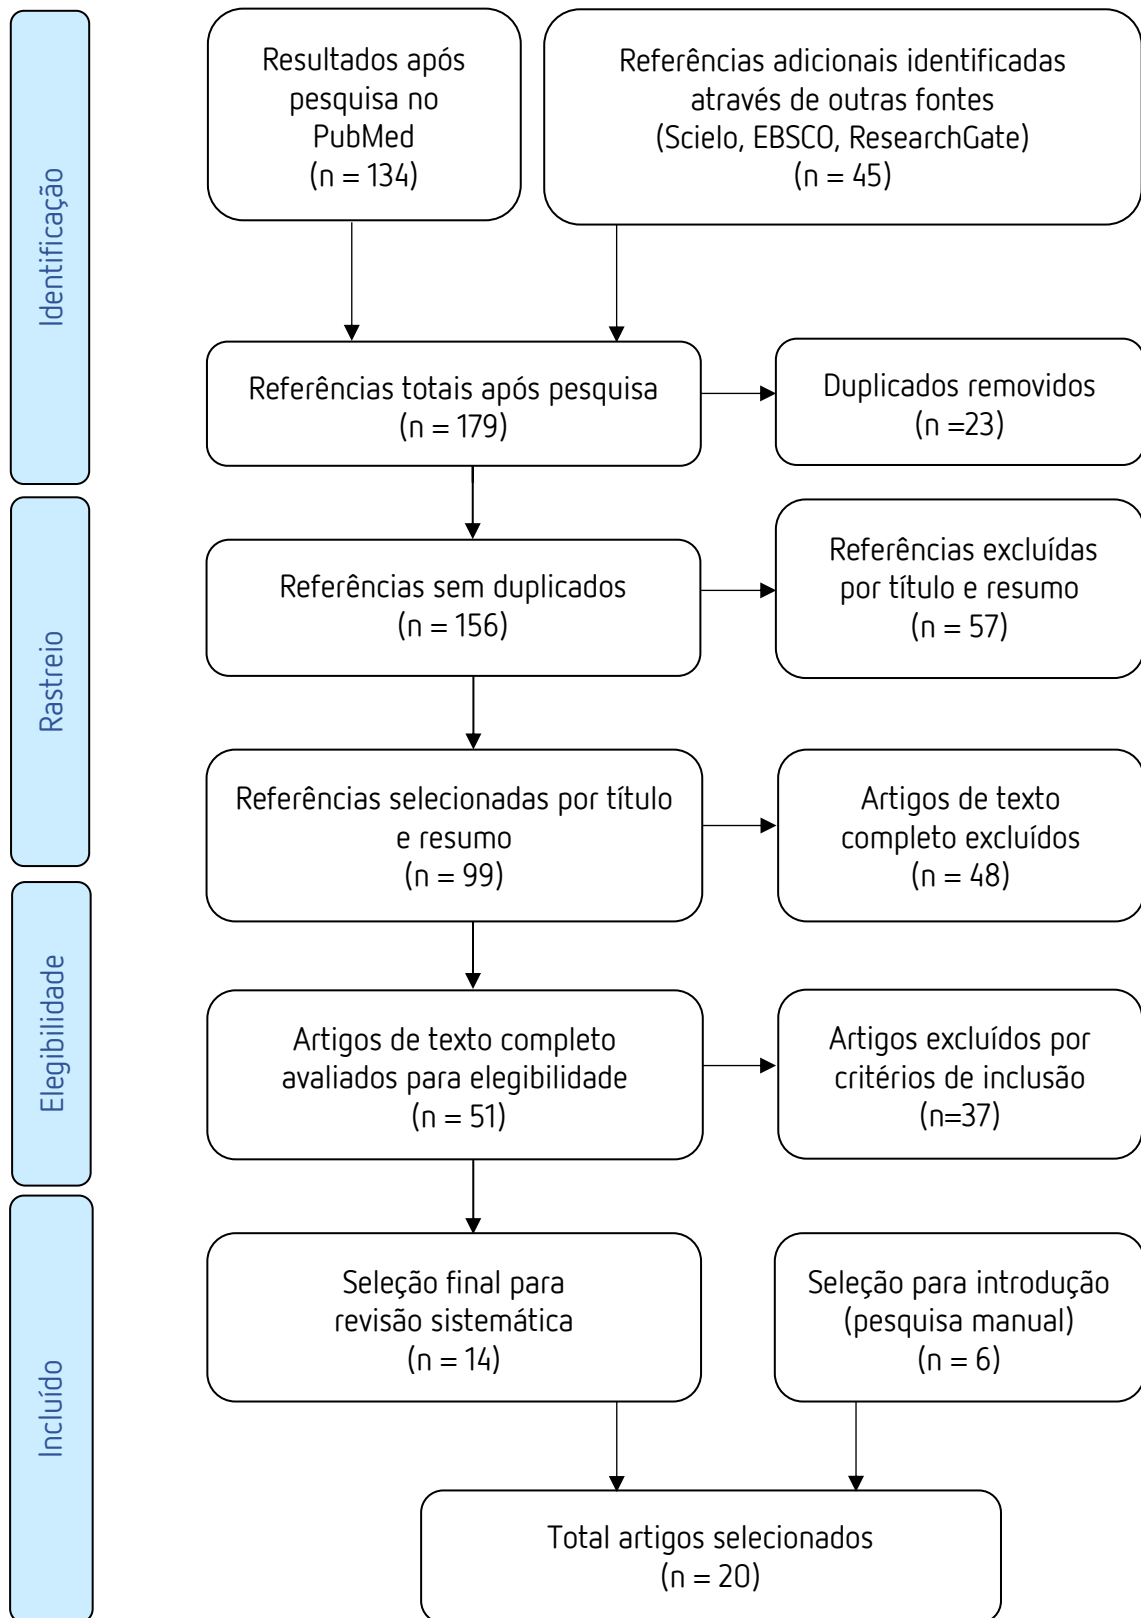 Identificação
Resultados após
pesquisa no
PubMed
(n = 134)
Referências adicionais identificadas
através de outras fontes
(Scielo, EBSCO, ResearchGate)
(n = 45)
Referências totais após pesquisa
(n = 179)
Duplicados removidos
(n =23)
Rastreio
Referências sem duplicados
(n = 156)
Referências excluídas
por título e resumo
(n = 57)
Referências selecionadas por título
e resumo
(n = 99)
Artigos de texto
completo excluídos
(n = 48)
Elegibilidade
Artigos de texto completo
avaliados para elegibilidade
(n = 51)
Artigos excluídos por
critérios de inclusão
(n=37)
Incluído
Seleção final para
revisão sistemática
(n = 14)
Seleção para introdução
(pesquisa manual)
(n = 6)
Total artigos selecionados
(n = 20)